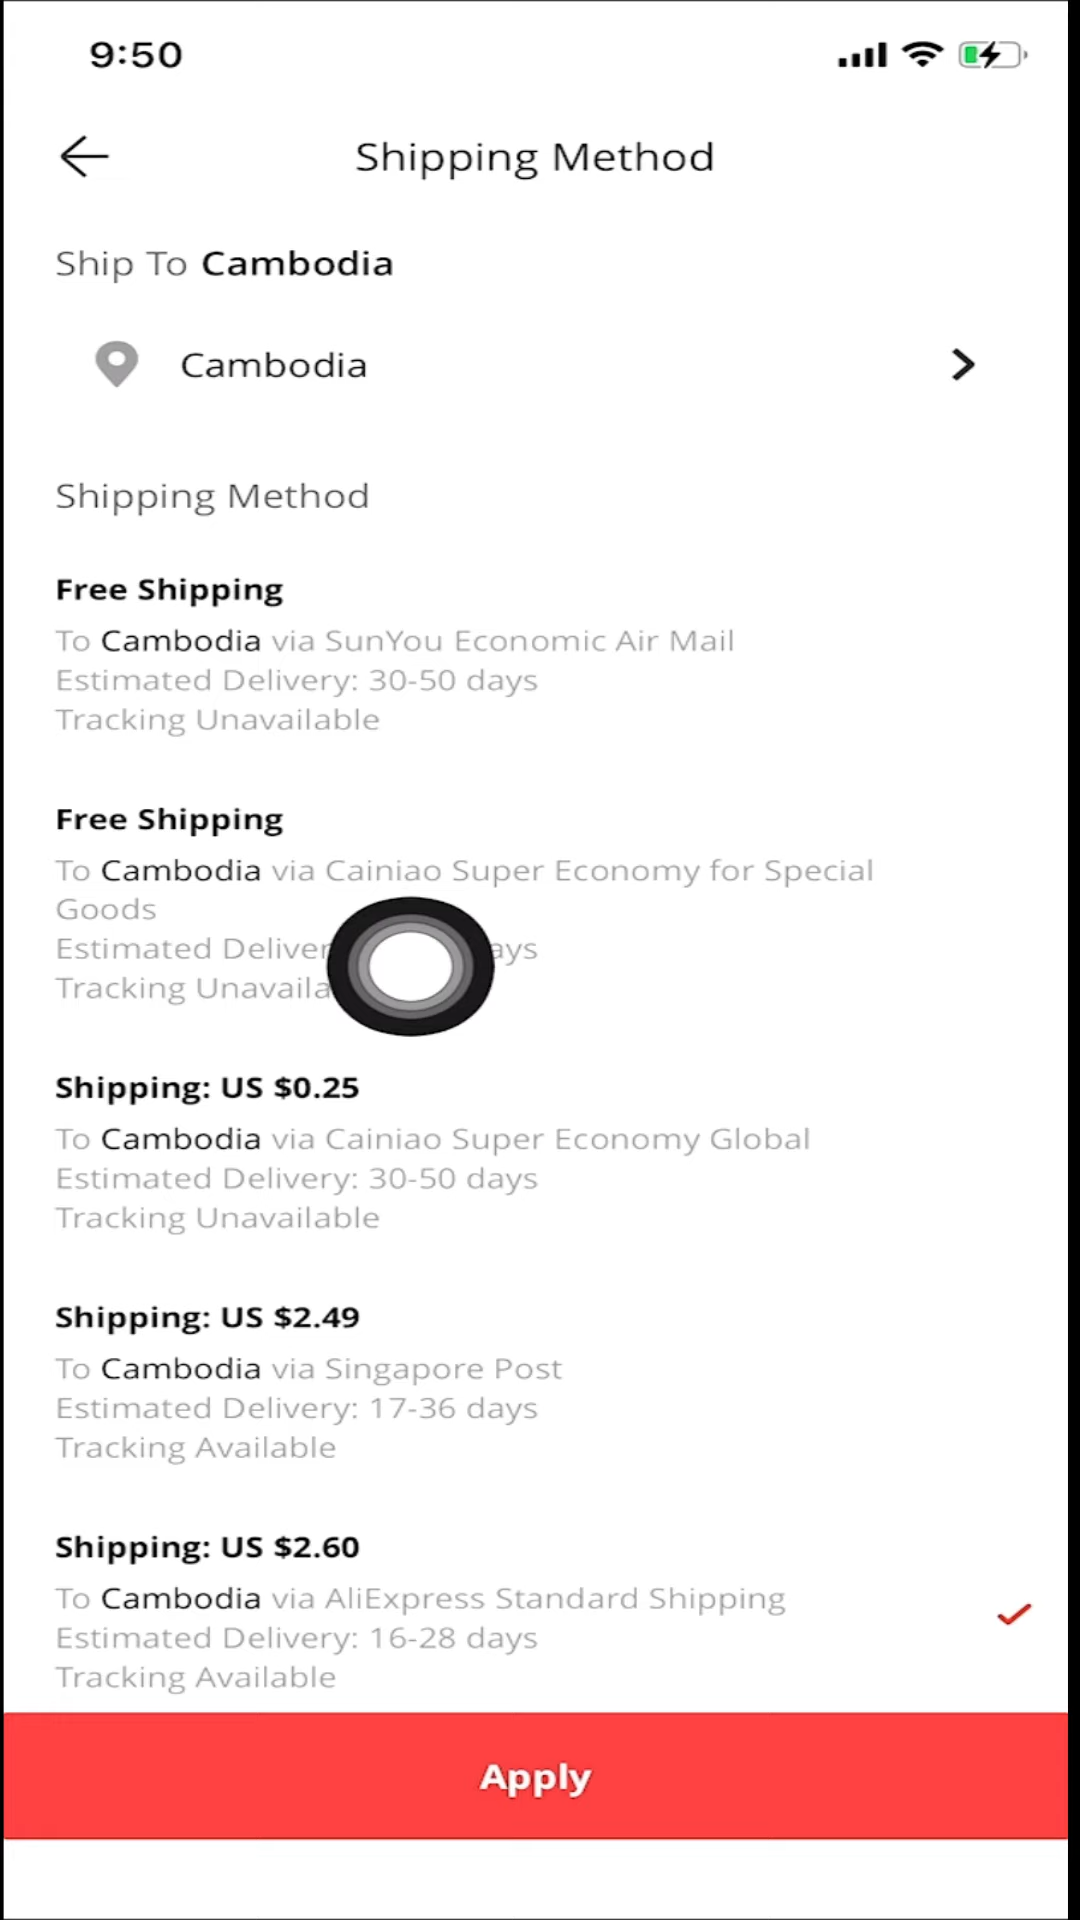 9:50
Shipping Method
Ship To Cambodia
Cambodia
Shipping Method
Free Shipping
To Cambodia via SunYou Economic Air Mail
Estimated Delivery: 30-50 days
Tracking Unavailable
Free Shipping
To Cambodia via Cainiao Super Economy for Special
Goods
Estimated
Tracking
Shipping: US $0.25
To Cambodia via Cainiao Super Economy Global
Estimated Delivery: 30-50 days
Tracking Unavailable
Shipping: US $2.49
To Cambodia via Singapore Post
Estimated Delivery: 17-36 days
Tracking Available
Shipping: US $2.60
To Cambodia via AliExpress Standard Shipping
Estimated Delivery: 16-28 days
Tracking Available
Apply